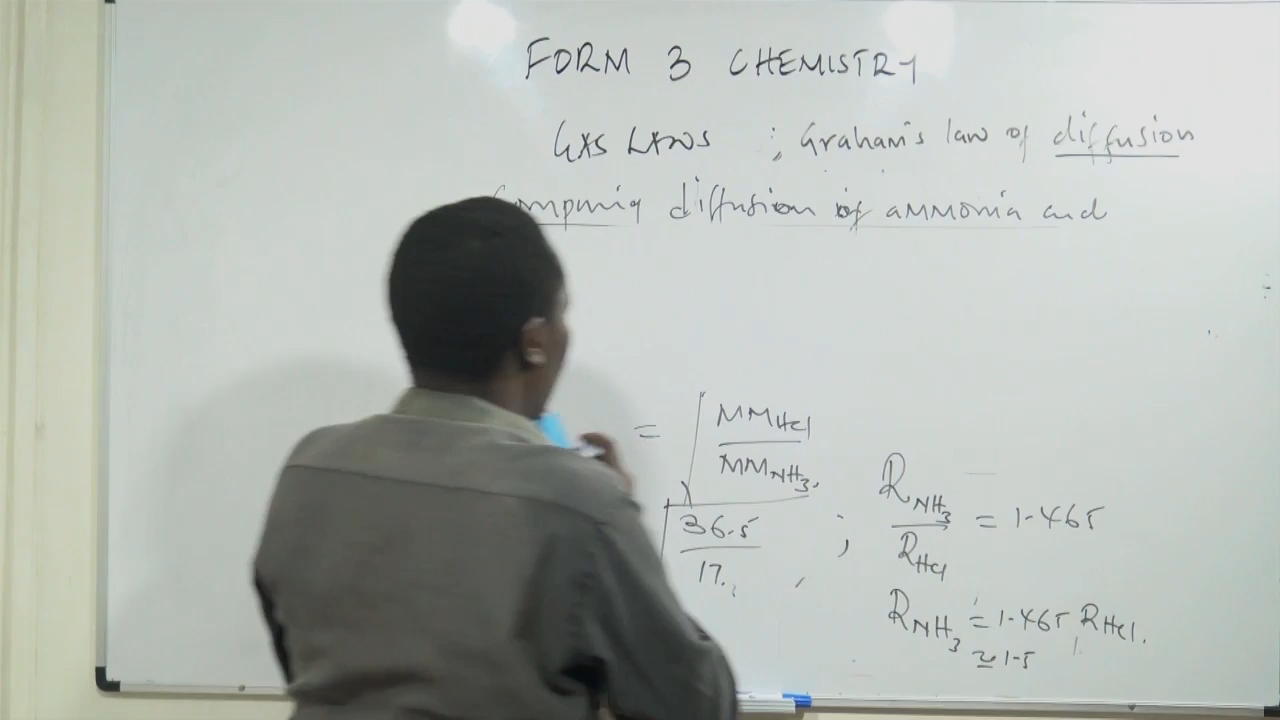 FORM 3 CHEMISTRY
GAS LAWS ; Graham's law of diffusion
diffusion of ammonia and
= √ MM HCl / MM NH3.
√ 36.5 / 17. ; R NH3 / R HCl = 1.465
R NH3 = 1.465 R HCl.
≃ 1.5